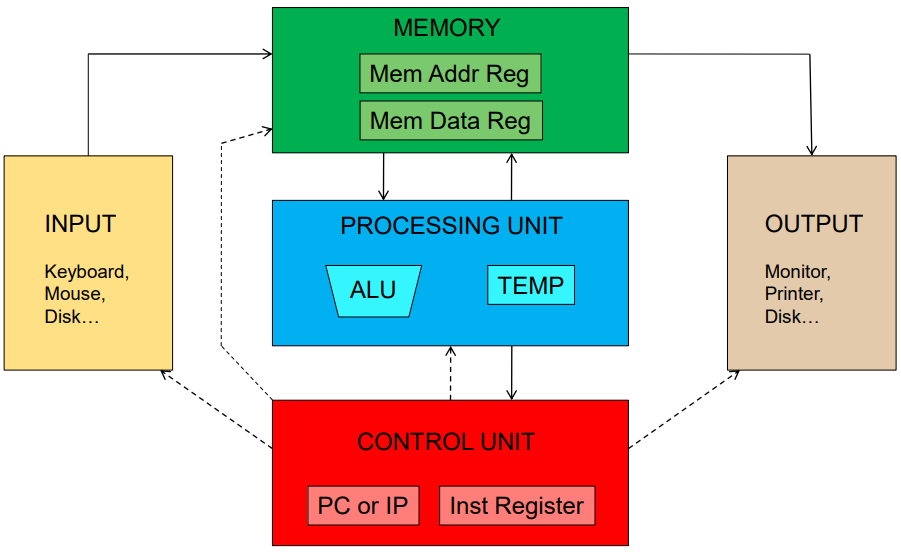 MEMORY
Mem Addr Reg
Mem Data Reg
INPUT
Keyboard,
Mouse,
Disk…
PROCESSING UNIT
ALU
TEMP
OUTPUT
Monitor,
Printer,
Disk…
CONTROL UNIT
PC or IP
Inst Register